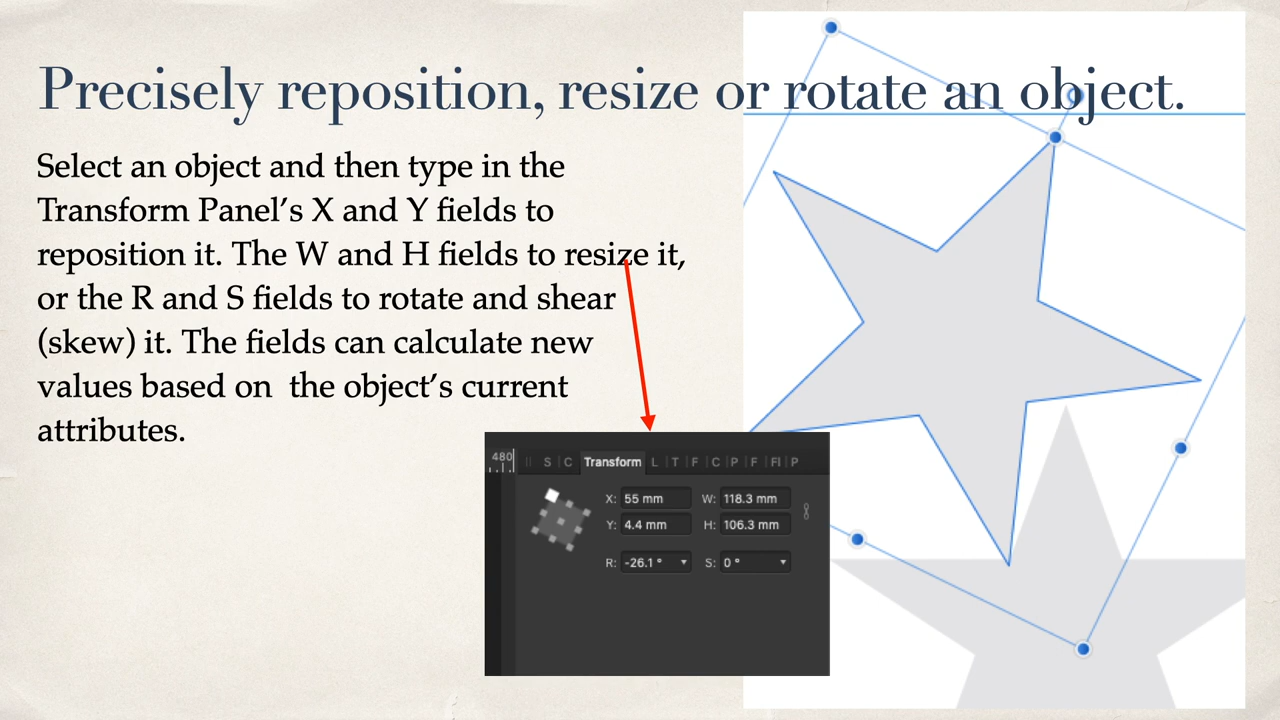 Precisely reposition, resize or rotate an object.
Select an object and then type in the
Transform Panel’s X and Y fields to
reposition it. The W and H fields to resize it,
or the R and S fields to rotate and shear
(skew) it. The fields can calculate new
values based on  the object’s current
attributes.
480
S C Transform L T F C P F Fl P
X: 55 mm W: 118.3 mm
Y: 4.4 mm H: 106.3 mm
R: -26.1 ° S: 0 °